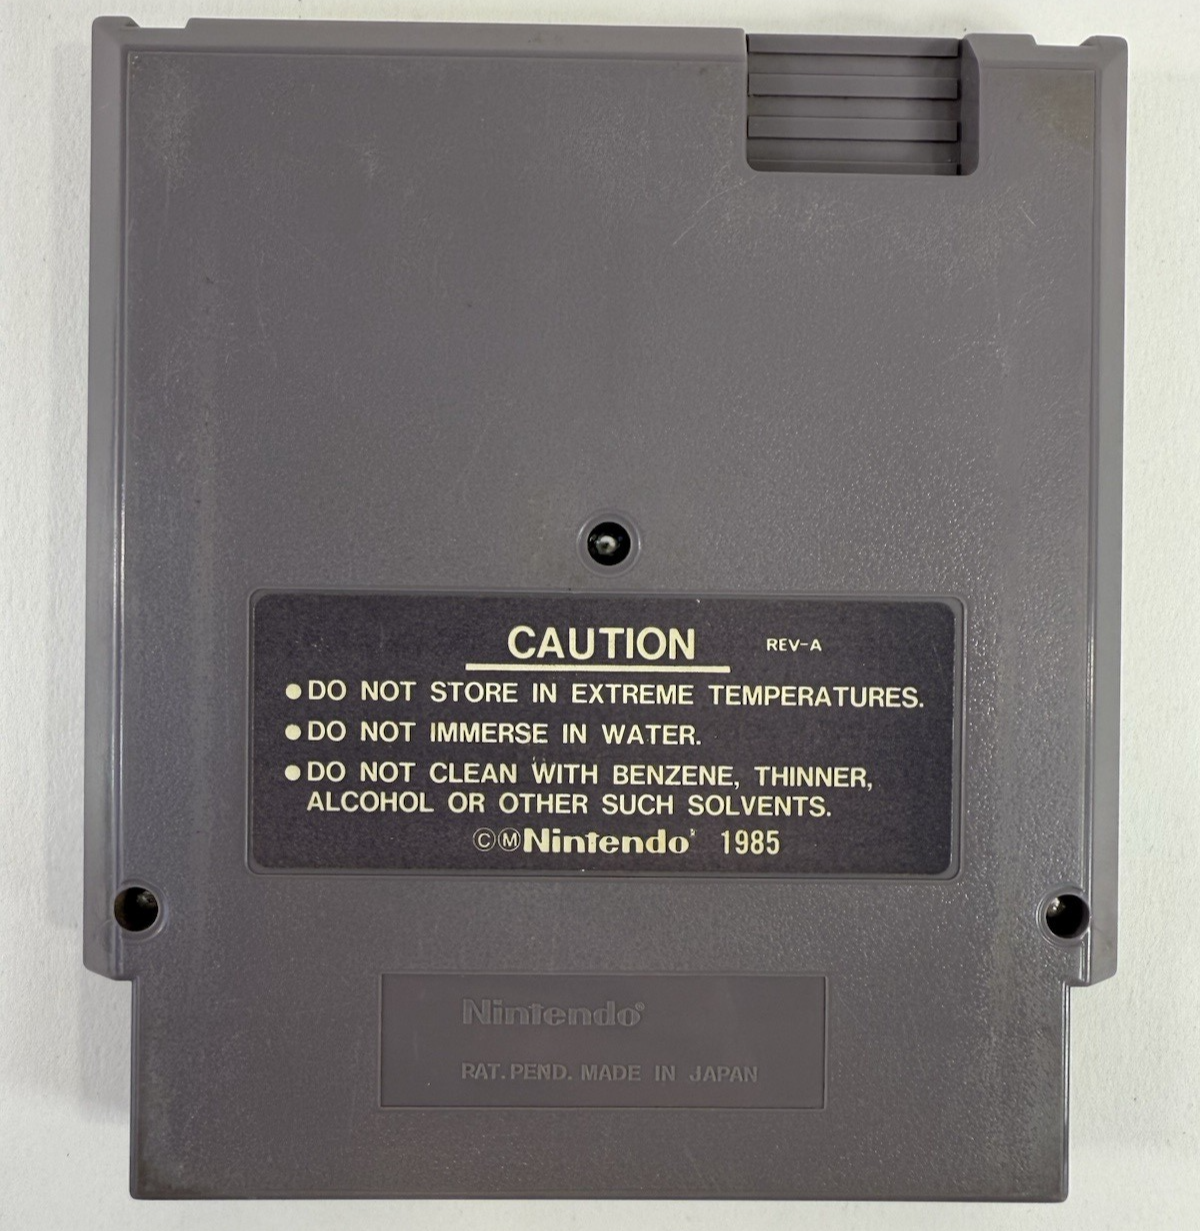 CAUTION REV-A
●DO NOT STORE IN EXTREME TEMPERATURES.
●DO NOT IMMERSE IN WATER.
●DO NOT CLEAN WITH BENZENE, THINNER,
ALCOHOL OR OTHER SUCH SOLVENTS.
ⒸⓂNintendo® 1985
Nintendo®
PAT. PEND. MADE IN JAPAN